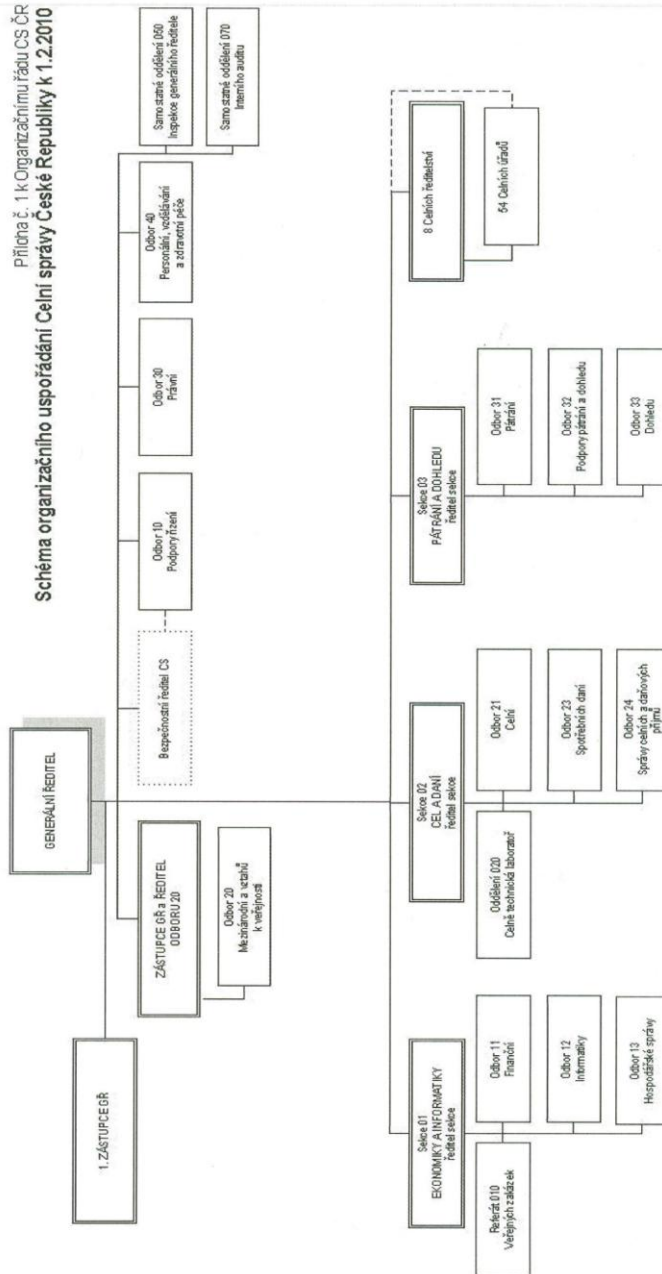 Příloha č. 1 k Organizačnímu řádu CS ČR
Schéma organizačního uspořádání Celní správy České Republiky k 1.2.2010
GENERÁLNÍ ŘEDITEL
1. ZÁSTUPCE GŘ
ZÁSTUPCE GŘ a ŘEDITEL
ODBORU 20
Odbor 20
Mezinárodní a vztahů
k veřejnosti
Bezpečnostní ředitel CS
Odbor 10
Podpory řízení
Odbor 30
Právní
Odbor 40
Personální, vzdělávání
a zdravotní péče
Samostatné oddělení 060
Inspekce generálního ředitele
Samostatné oddělení 070
Interního auditu
Sekce 01
EKONOMIKY A INFORMATIKY
ředitel sekce
Referát 010
Veřejných zakázek
Odbor 11
Finanční
Odbor 12
Informatiky
Odbor 13
Hospodářské správy
Sekce 02
CEL A DANÍ
ředitel sekce
Oddělení 020
Celně technická laboratoř
Odbor 21
Celní
Odbor 23
Spotřebních daní
Odbor 24
Správy celních a daňových
příjmů
Sekce 03
PÁTRÁNÍ A DOHLEDU
ředitel sekce
Odbor 31
Pátrání
Odbor 32
Podpory pátrání a dohledu
Odbor 33
Dohledu
8 Celních ředitelství
54 Celních úřadů